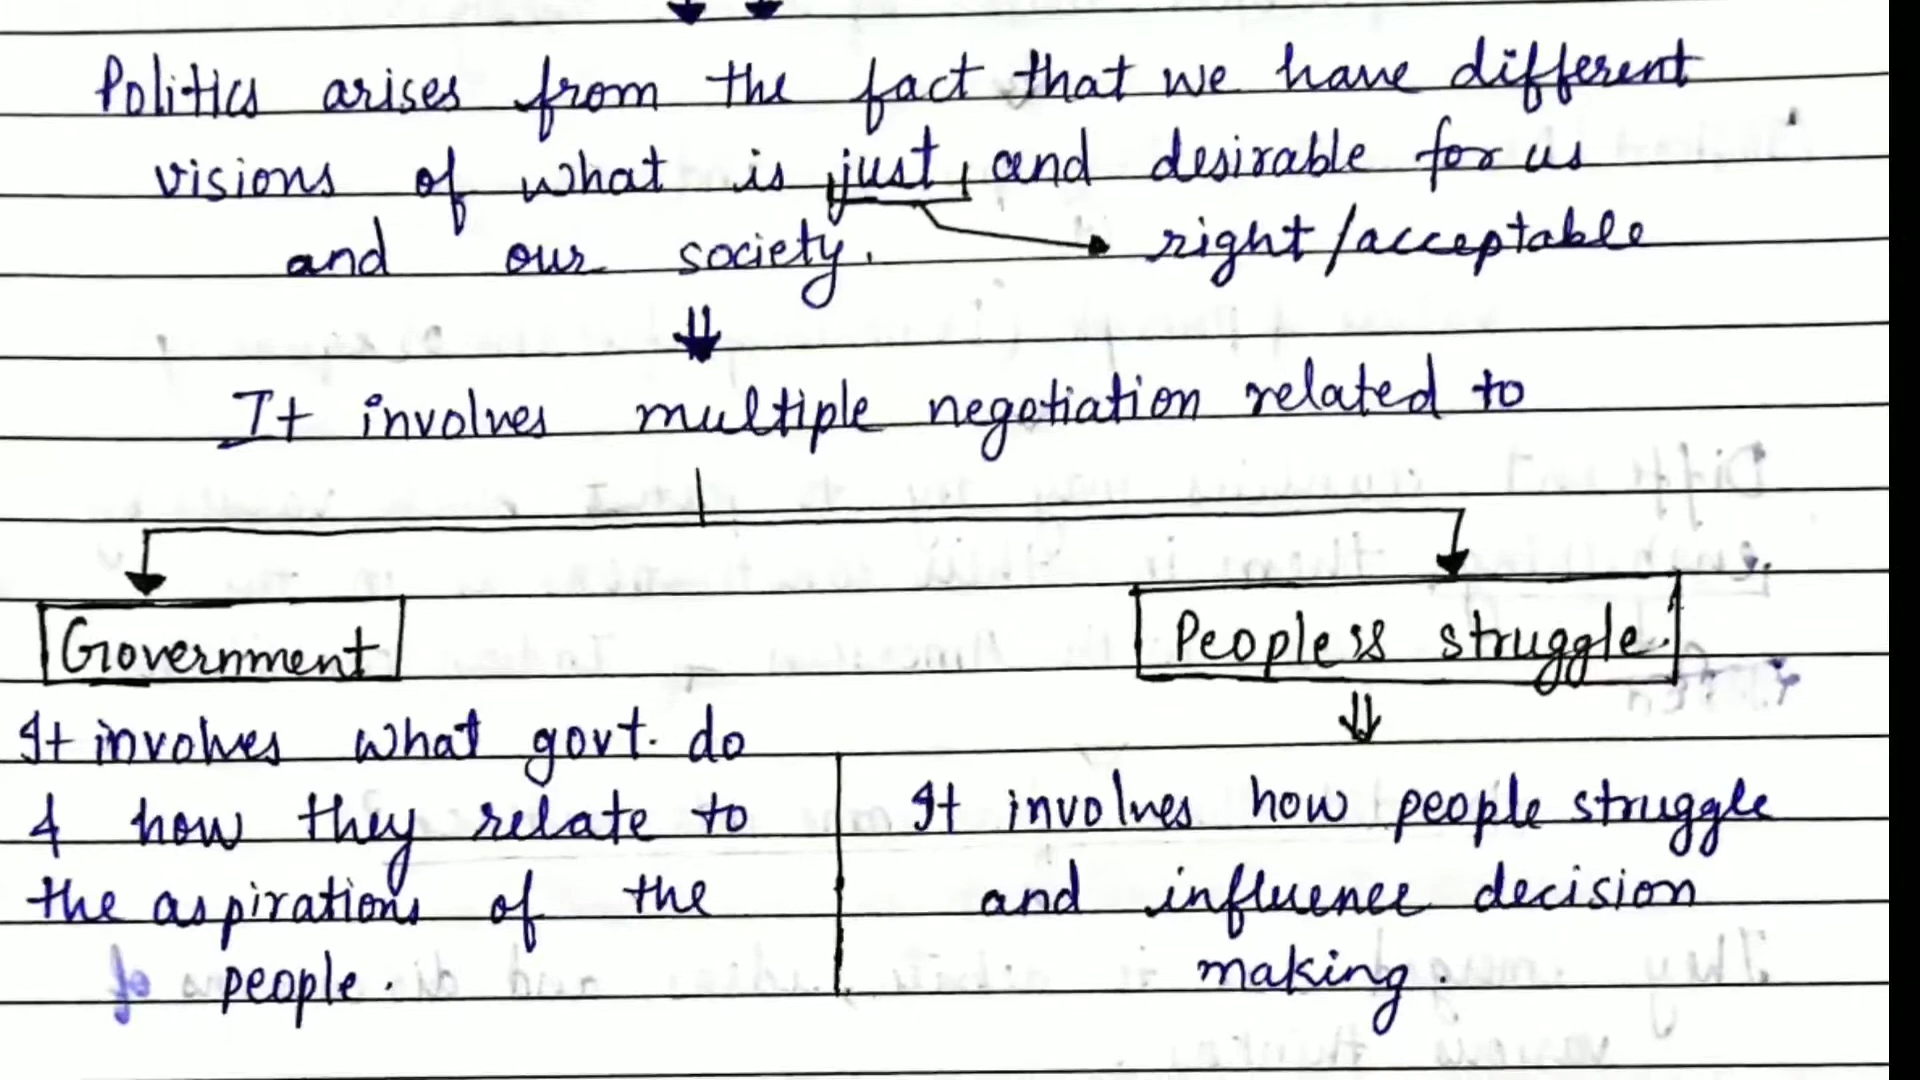 Politics arises from the fact that we have different
visions of what is just, and desirable for us
and our society.
right/acceptable
It involves multiple negotiation related to
Government
Peopless struggle.
It involves what govt. do
& how they relate to
the aspirations of the
people.
It involves how people struggle
and influence decision
making.